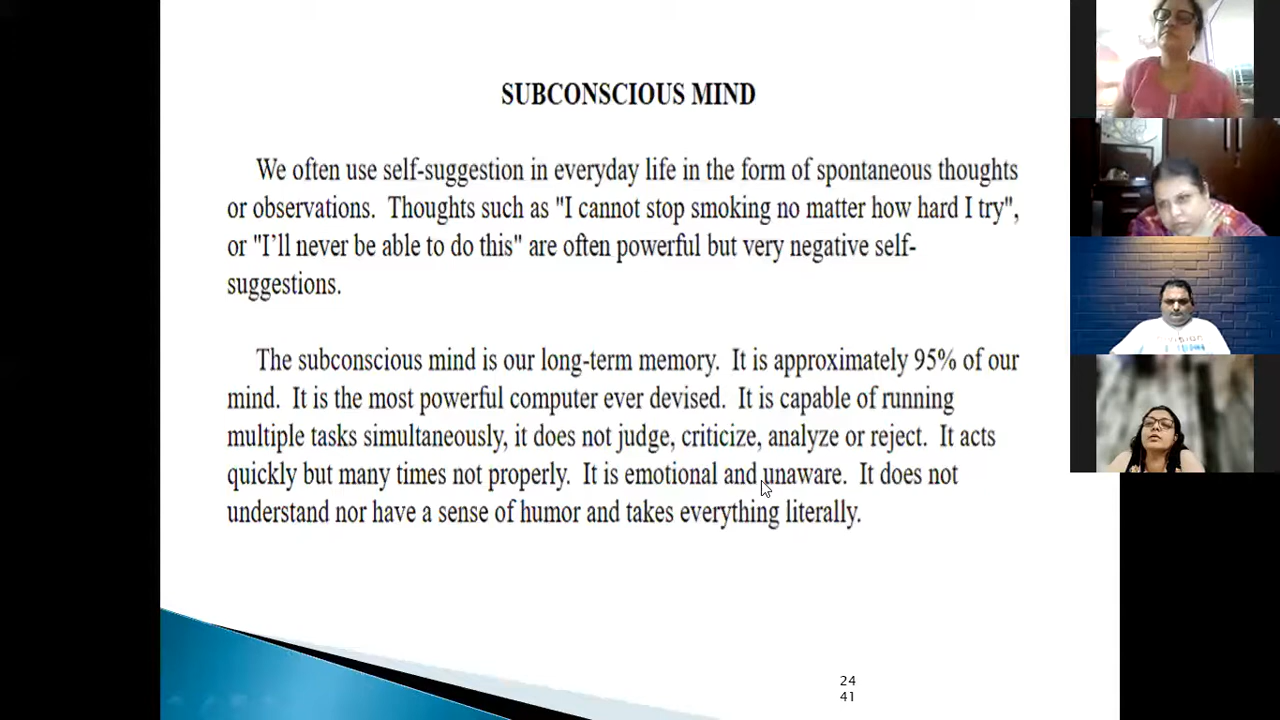 SUBCONSCIOUS MIND
We often use self-suggestion in everyday life in the form of spontaneous thoughts
or observations. Thoughts such as "I cannot stop smoking no matter how hard I try",
or "I’ll never be able to do this" are often powerful but very negative self-
suggestions.
The subconscious mind is our long-term memory. It is approximately 95% of our
mind. It is the most powerful computer ever devised. It is capable of running
multiple tasks simultaneously, it does not judge, criticize, analyze or reject. It acts
quickly but many times not properly. It is emotional and unaware. It does not
understand nor have a sense of humor and takes everything literally.
24
41